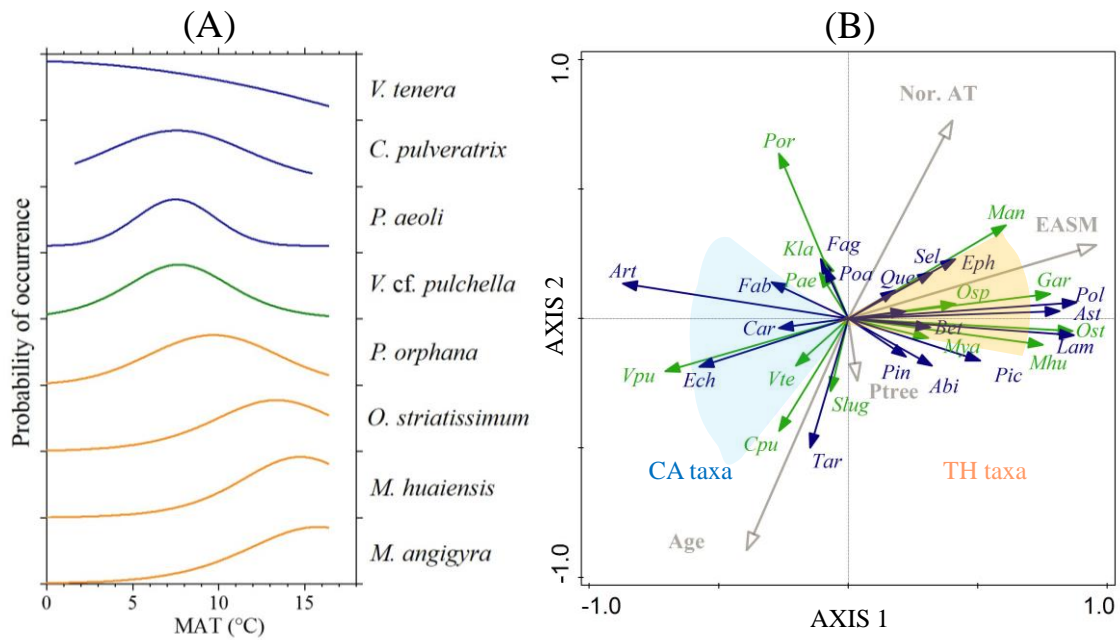 (A)
V. tenera
C. pulveratrix
P. aeoli
V. cf. pulchella
P. orphana
O. striatissimum
M. huaiensis
M. angigyra
Probability of occurrence
0 5 10 15
MAT (°C)
(B)
1.0
Nor. AT
Por
Man
EASM
Kla Fag Sel Eph
Pae Poa Que
Art Fab Osp Gar Pol
Ast
Car Bet Ost
Mya Lam
Vpu Ech Vte Pin Abi Pic Mhu
Ptree
Slug
Cpu Tar
CA taxa TH taxa
Age
-1.0
-1.0 1.0
AXIS 1
AXIS 2